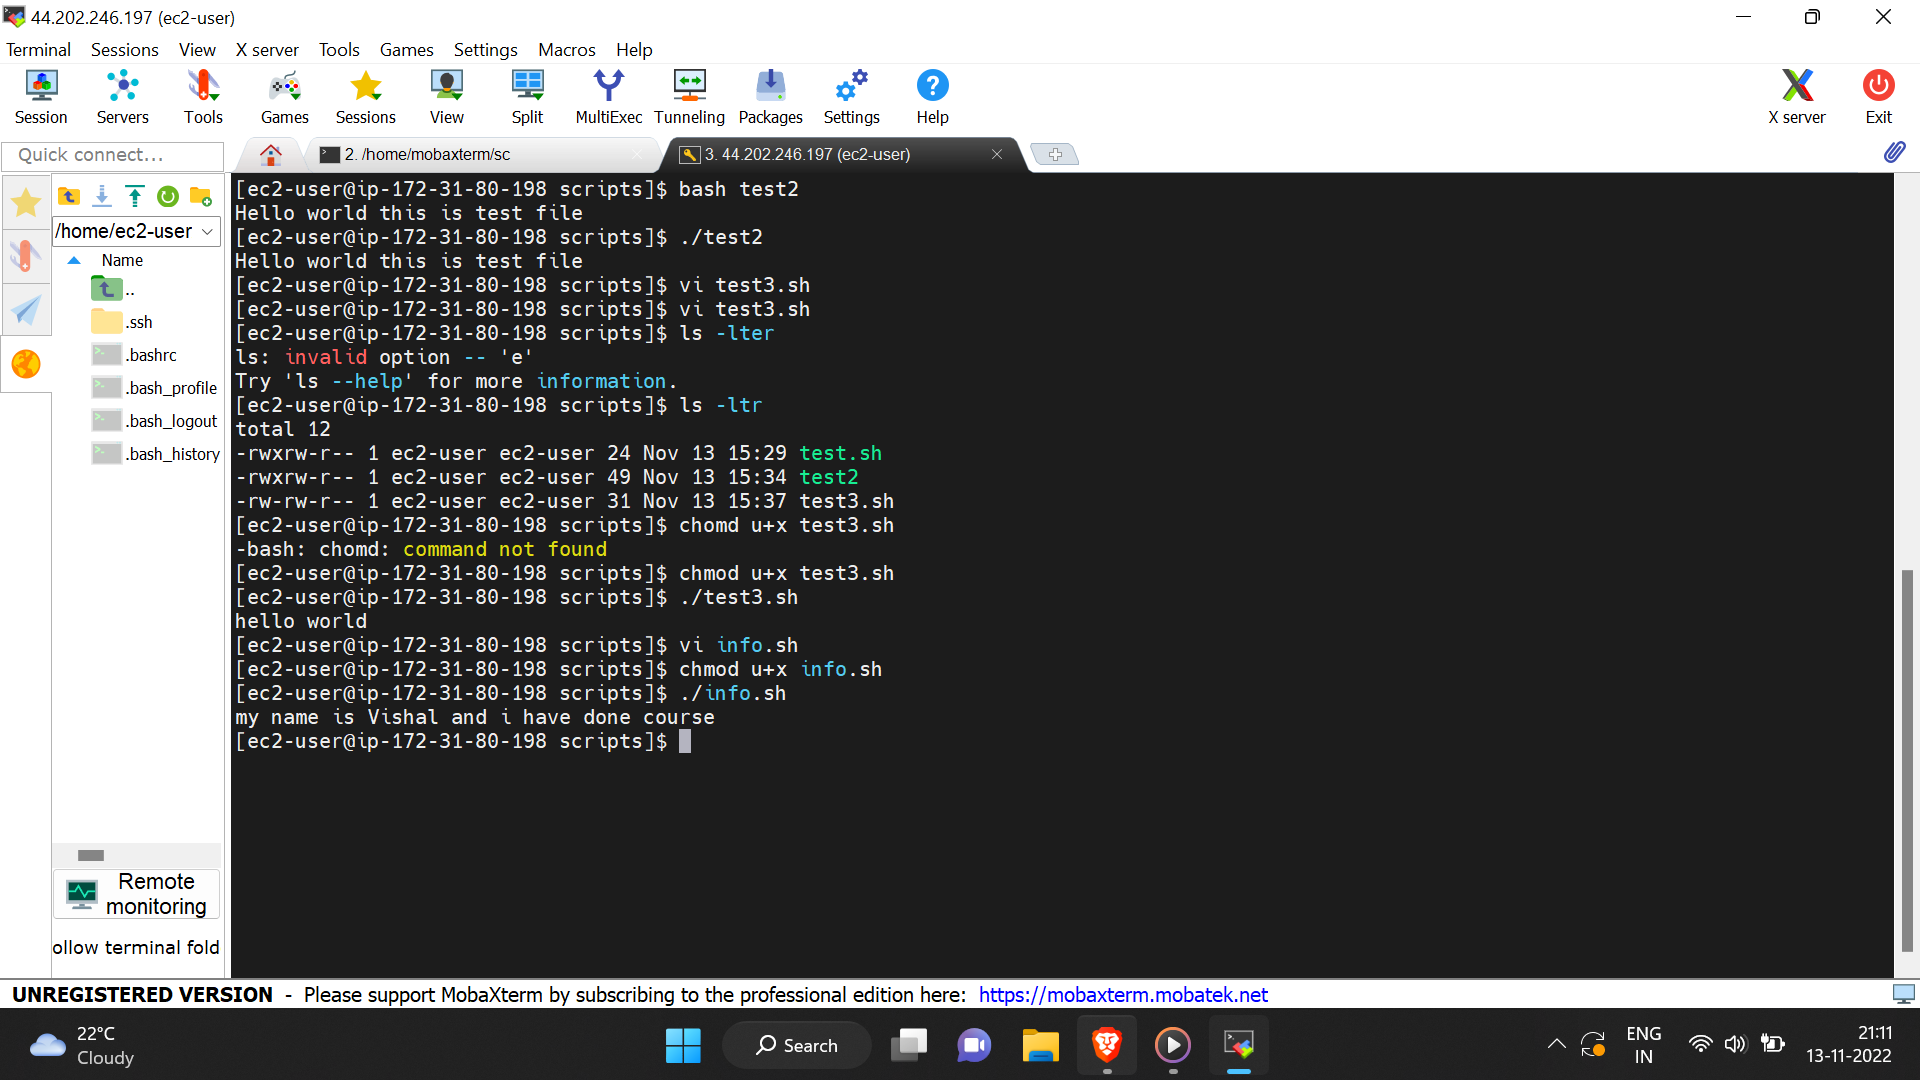 44.202.246.197 (ec2-user)
Terminal Sessions View X server Tools Games Settings Macros Help
Session Servers Tools Games Sessions View Split MultiExec Tunneling Packages Settings Help X server Exit
Quick connect...
2. /home/mobaxterm/sc
3. 44.202.246.197 (ec2-user)
/home/ec2-user
Name
..
.ssh
.bashrc
.bash_profile
.bash_logout
.bash_history
Remote
monitoring
ollow terminal fold
[ec2-user@ip-172-31-80-198 scripts]$ bash test2
Hello world this is test file
[ec2-user@ip-172-31-80-198 scripts]$ ./test2
Hello world this is test file
[ec2-user@ip-172-31-80-198 scripts]$ vi test3.sh
[ec2-user@ip-172-31-80-198 scripts]$ vi test3.sh
[ec2-user@ip-172-31-80-198 scripts]$ ls -lter
ls: invalid option -- 'e'
Try 'ls --help' for more information.
[ec2-user@ip-172-31-80-198 scripts]$ ls -ltr
total 12
-rwxrw-r-- 1 ec2-user ec2-user 24 Nov 13 15:29 test.sh
-rwxrw-r-- 1 ec2-user ec2-user 49 Nov 13 15:34 test2
-rw-rw-r-- 1 ec2-user ec2-user 31 Nov 13 15:37 test3.sh
[ec2-user@ip-172-31-80-198 scripts]$ chomd u+x test3.sh
-bash: chomd: command not found
[ec2-user@ip-172-31-80-198 scripts]$ chmod u+x test3.sh
[ec2-user@ip-172-31-80-198 scripts]$ ./test3.sh
hello world
[ec2-user@ip-172-31-80-198 scripts]$ vi info.sh
[ec2-user@ip-172-31-80-198 scripts]$ chmod u+x info.sh
[ec2-user@ip-172-31-80-198 scripts]$ ./info.sh
my name is Vishal and i have done course
[ec2-user@ip-172-31-80-198 scripts]$
UNREGISTERED VERSION - Please support MobaXterm by subscribing to the professional edition here: https://mobaxterm.mobatek.net
22°C
Cloudy
Search
ENG
IN
21:11
13-11-2022